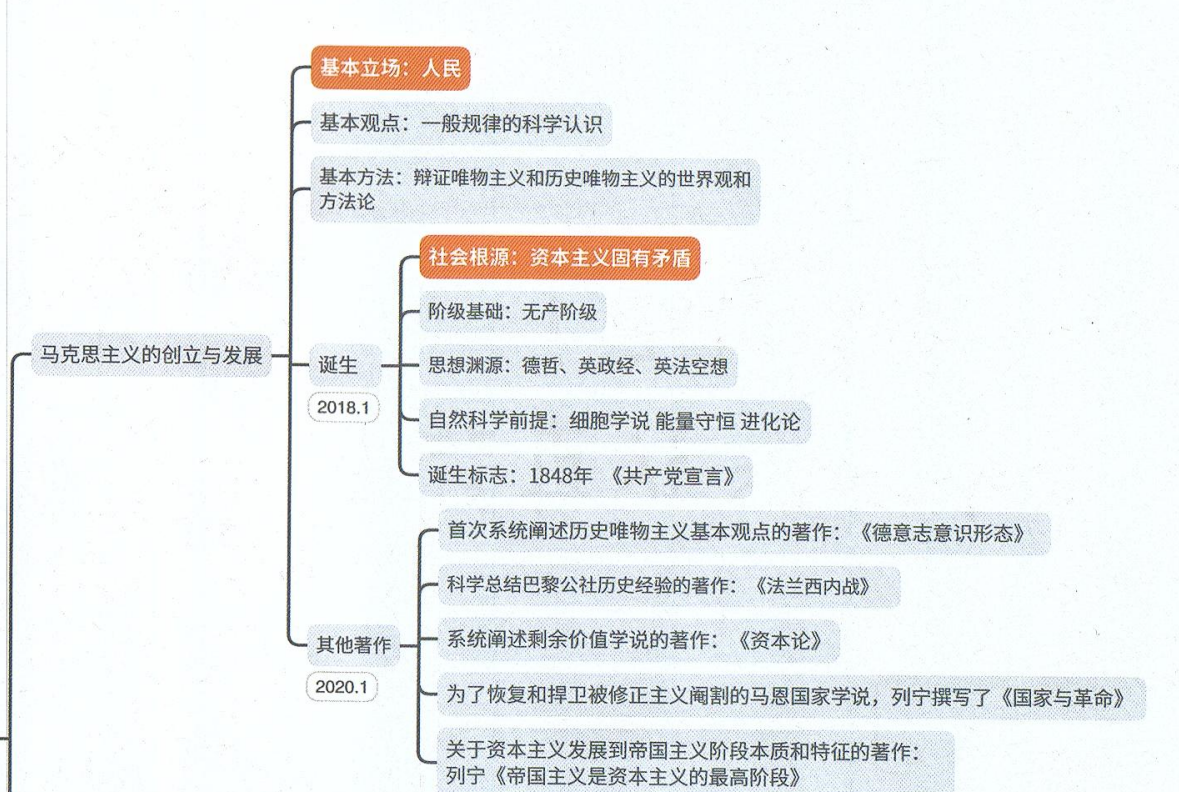 基本立场：人民
基本观点：一般规律的科学认识
基本方法：辩证唯物主义和历史唯物主义的世界观和
方法论
社会根源：资本主义固有矛盾
阶级基础：无产阶级
马克思主义的创立与发展
诞生
思想渊源：德哲、英政经、英法空想
2018.1
自然科学前提：细胞学说 能量守恒 进化论
诞生标志：1848年 《共产党宣言》
首次系统阐述历史唯物主义基本观点的著作：《德意志意识形态》
科学总结巴黎公社历史经验的著作：《法兰西内战》
其他著作
系统阐述剩余价值学说的著作：《资本论》
2020.1
为了恢复和捍卫被修正主义阉割的马恩国家学说，列宁撰写了《国家与革命》
关于资本主义发展到帝国主义阶段本质和特征的著作：
列宁《帝国主义是资本主义的最高阶段》